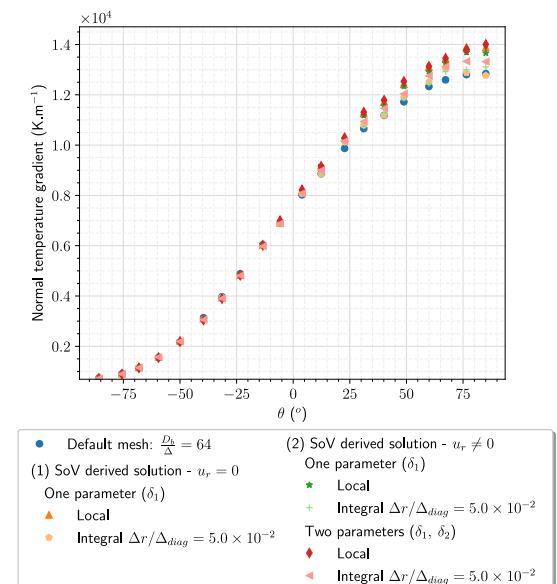 ×10⁴
1.4
1.2
1.0
0.8
0.6
0.4
0.2
Normal temperature gradient (K.m⁻¹)
−75 −50 −25 0 25 50 75
θ (°)
Default mesh: D_b/Δ = 64
(1) SoV derived solution - u_r = 0
One parameter (δ₁)
Local
Integral Δr/Δ_diag = 5.0 × 10⁻²
(2) SoV derived solution - u_r ≠ 0
One parameter (δ₁)
Local
Integral Δr/Δ_diag = 5.0 × 10⁻²
Two parameters (δ₁, δ₂)
Local
Integral Δr/Δ_diag = 5.0 × 10⁻²